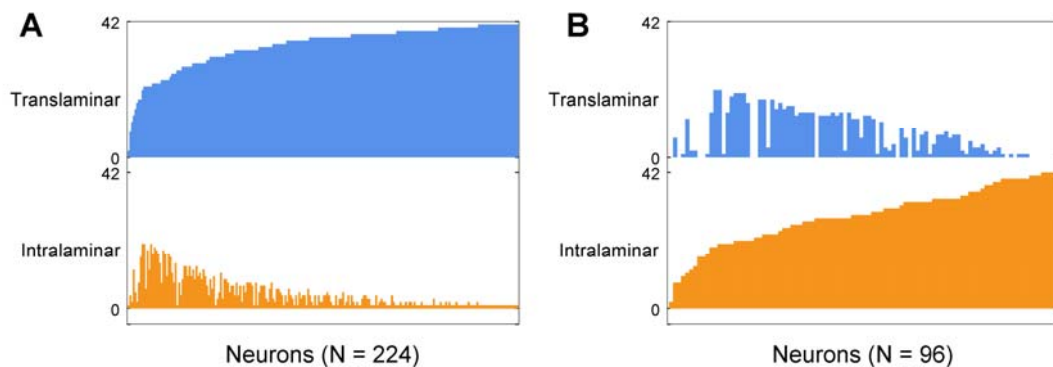 A
42
Translaminar
0
42
Intralaminar
0
Neurons (N = 224)
B
42
Translaminar
0
42
Intralaminar
0
Neurons (N = 96)